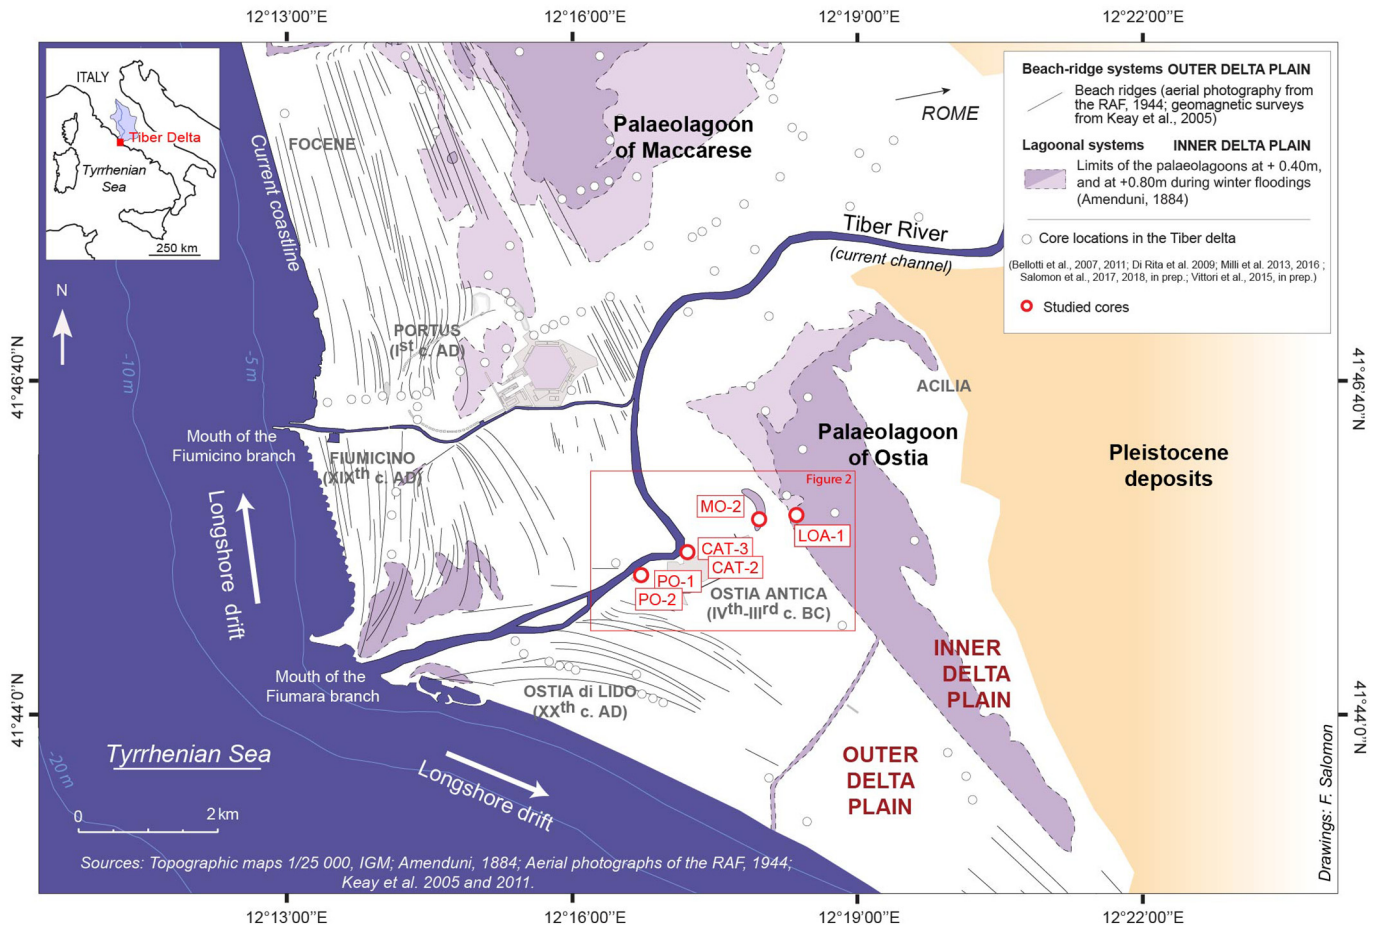 12°13'00"E
12°16'00"E
12°19'00"E
12°22'00"E
ITALY
Tiber Delta
Tyrrhenian
Sea
250 km
N
FOCENE
Current coastline
Palaeolagoon
of Maccarese
ROME
Tiber River
(current channel)
Beach-ridge systems OUTER DELTA PLAIN
Beach ridges (aerial photography from
the RAF, 1944; geomagnetic surveys
from Keay et al., 2005)
Lagoonal systems INNER DELTA PLAIN
Limits of the palaeolagoons at + 0.40m,
and at +0.80m during winter floodings
(Amenduni, 1884)
Core locations in the Tiber delta
(Bellotti et al., 2007, 2011; Di Rita et al. 2009; Milli et al. 2013, 2016 ;
Salomon et al., 2017, 2018, in prep.; Vittori et al., 2015, in prep.)
Studied cores
41°46'40"N
-10 m
-5 m
PORTUS
(Ist c. AD)
ACILIA
41°46'40"N
Mouth of the
Fiumicino branch
FIUMICINO
(XIXth c. AD)
Palaeolagoon
of Ostia
Pleistocene
deposits
Figure 2
MO-2
LOA-1
CAT-3
CAT-2
PO-1
PO-2
OSTIA ANTICA
(IVth-IIIrd c. BC)
Longshore drift
Mouth of the
Fiumara branch
OSTIA di LIDO
(XXth c. AD)
INNER
DELTA
PLAIN
41°44'0"N
41°44'0"N
OUTER
DELTA
PLAIN
-20 m
Tyrrhenian Sea
Longshore drift
0
2 km
Sources: Topographic maps 1/25 000, IGM; Amenduni, 1884; Aerial photographs of the RAF, 1944;
Keay et al. 2005 and 2011.
Drawings: F. Salomon
12°13'00"E
12°16'00"E
12°19'00"E
12°22'00"E